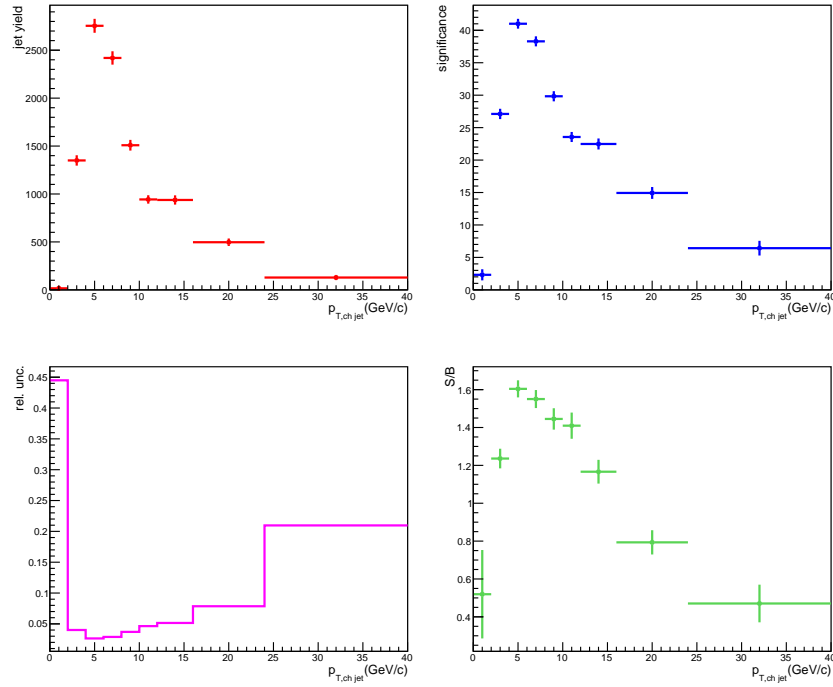 jet yield
2500
2000
1500
1000
500
0
0 5 10 15 20 25 30 35 40
p_T,ch jet (GeV/c)
significance
40
35
30
25
20
15
10
5
0
0 5 10 15 20 25 30 35 40
p_T,ch jet (GeV/c)
rel. unc.
0.45
0.4
0.35
0.3
0.25
0.2
0.15
0.1
0.05
0 5 10 15 20 25 30 35 40
p_T,ch jet (GeV/c)
S/B
1.6
1.4
1.2
1
0.8
0.6
0.4
0 5 10 15 20 25 30 35 40
p_T,ch jet (GeV/c)